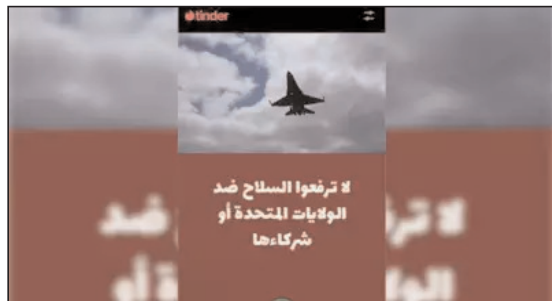 tinder
لا ترفعوا السلاح ضد
الولايات المتحدة أو
شركاءها